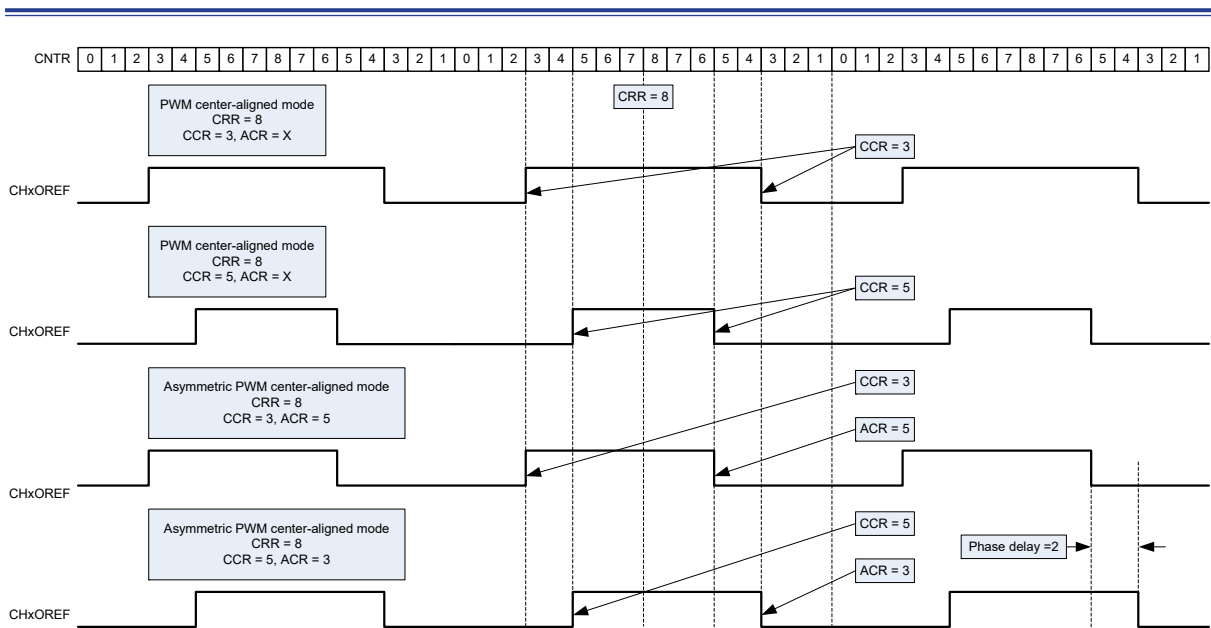 CNTR 0 1 2 3 4 5 6 7 8 7 6 5 4 3 2 1 0 1 2 3 4 5 6 7 8 7 6 5 4 3 2 1 0 1 2 3 4 5 6 7 8 7 6 5 4 3 2 1
PWM center-aligned mode
CRR = 8
CCR = 3, ACR = X
CRR = 8
CCR = 3
CHxOREF
PWM center-aligned mode
CRR = 8
CCR = 5, ACR = X
CCR = 5
CHxOREF
Asymmetric PWM center-aligned mode
CRR = 8
CCR = 3, ACR = 5
CCR = 3
ACR = 5
CHxOREF
Asymmetric PWM center-aligned mode
CRR = 8
CCR = 5, ACR = 3
CCR = 5
Phase delay =2
ACR = 3
CHxOREF